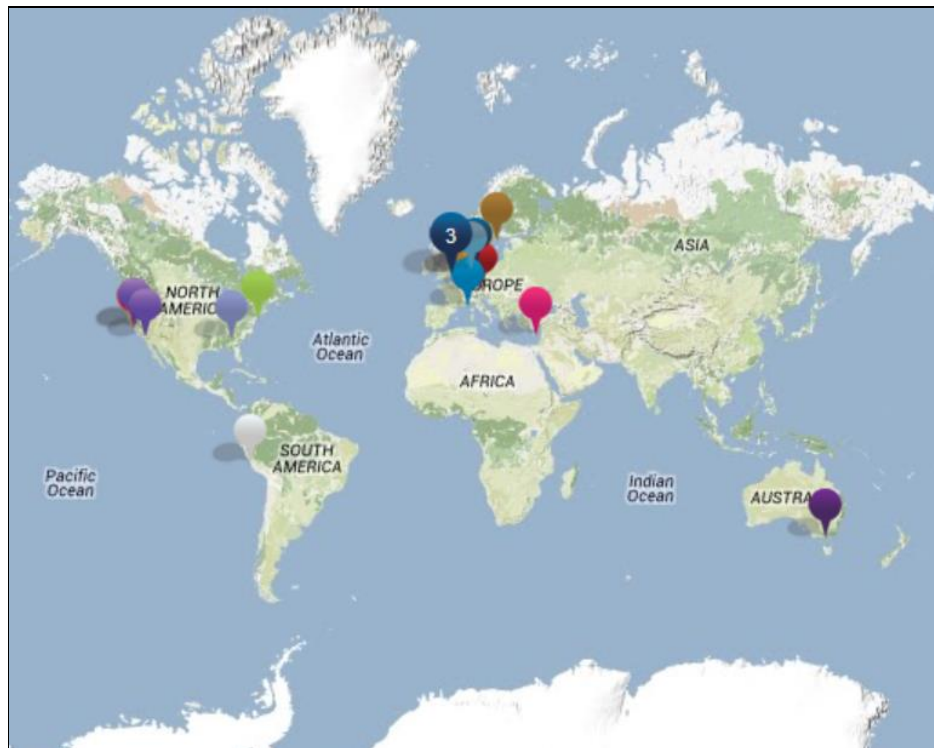 3
ASIA
NORTH
AMERIC
ROPE
Atlantic
Ocean
AFRICA
SOUTH
AMERICA
Pacific
Ocean
Indian
Ocean
AUSTRA